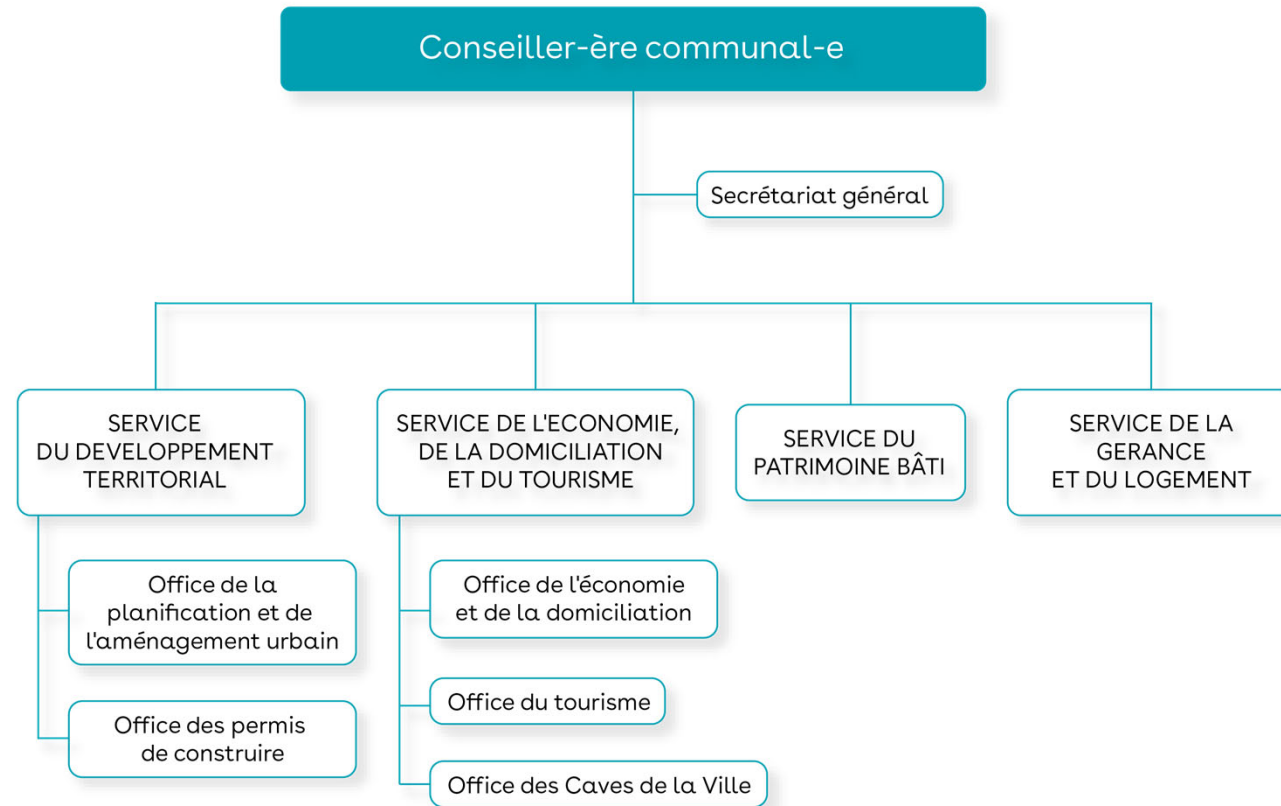 Conseiller-ère communal-e
Secrétariat général
SERVICE
DU DEVELOPPEMENT
TERRITORIAL
SERVICE DE L'ECONOMIE,
DE LA DOMICILIATION
ET DU TOURISME
SERVICE DU
PATRIMOINE BÂTI
SERVICE DE LA
GERANCE
ET DU LOGEMENT
Office de la
planification et de
l'aménagement urbain
Office des permis
de construire
Office de l'économie
et de la domiciliation
Office du tourisme
Office des Caves de la Ville